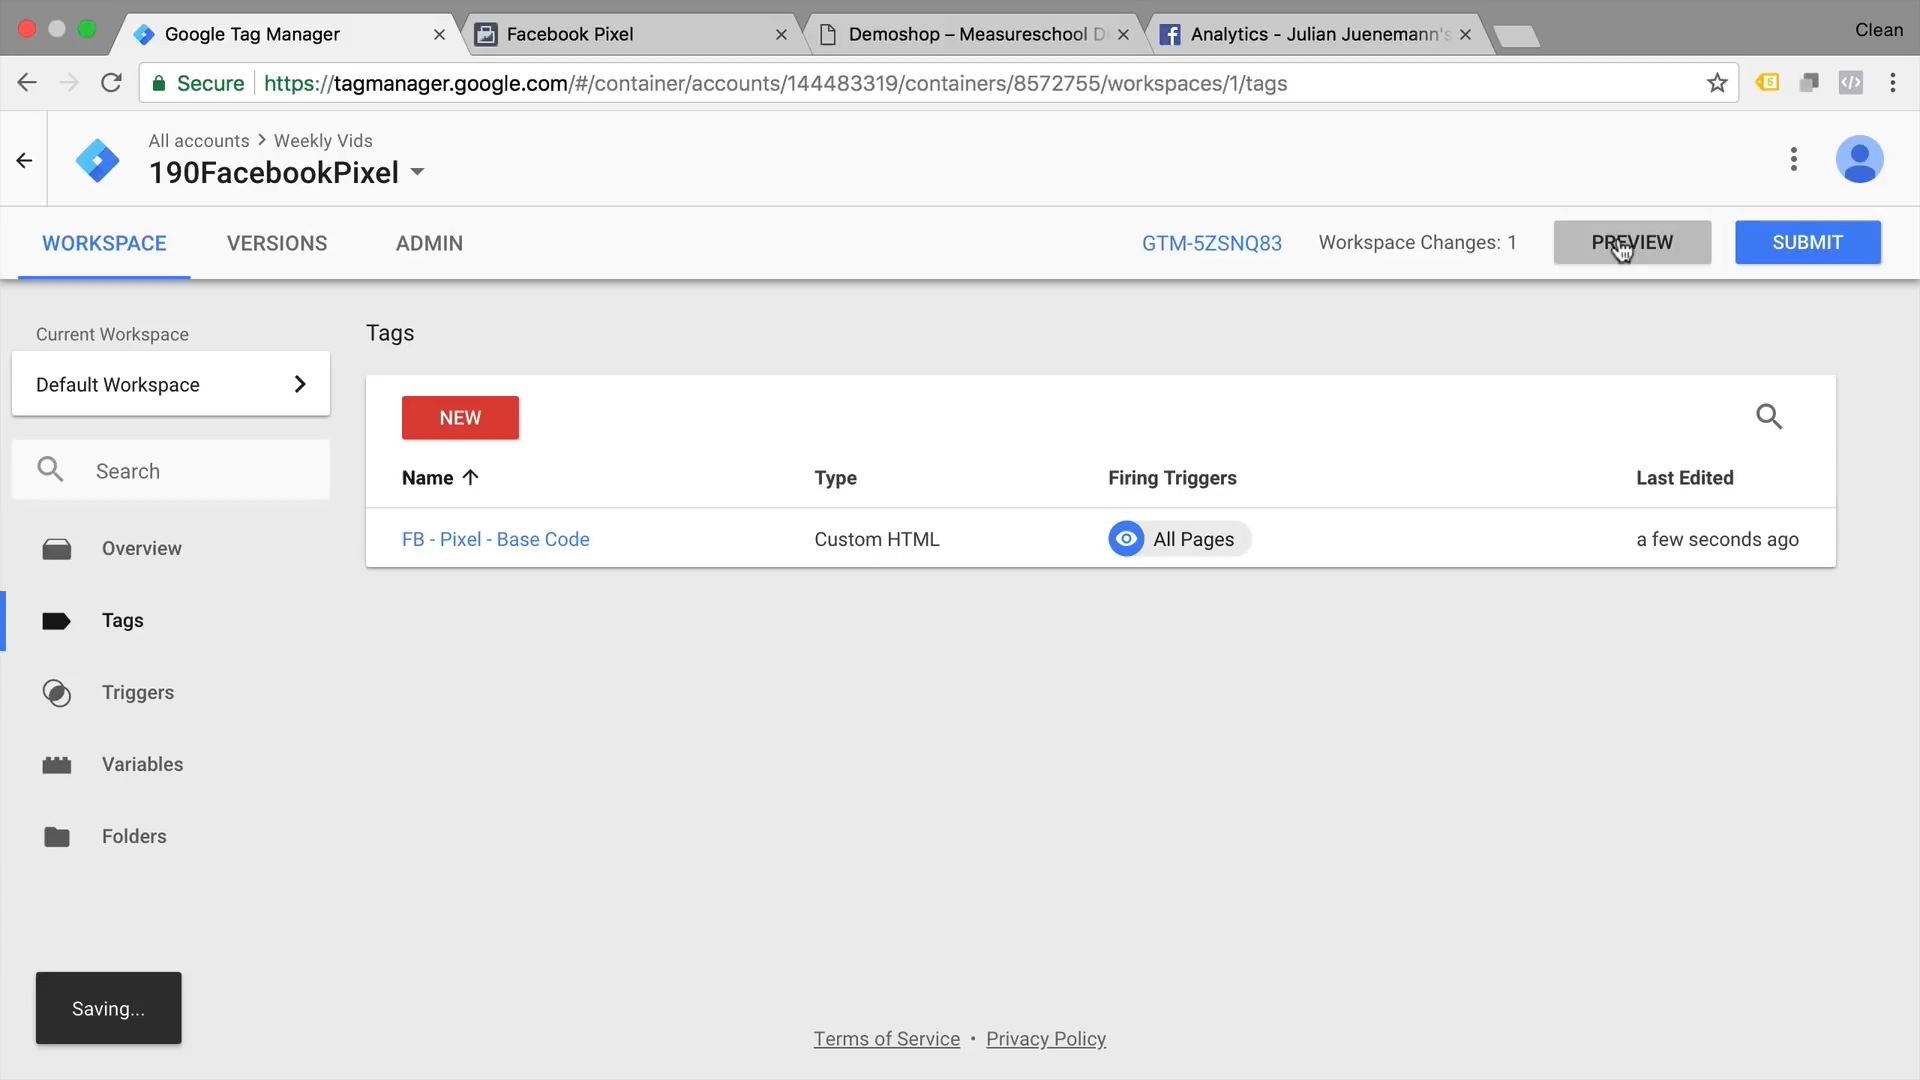 Google Tag Manager
Facebook Pixel
Demoshop – Measureschool D
Analytics - Julian Juenemann's
Clean
Secure
https://tagmanager.google.com/#/container/accounts/144483319/containers/8572755/workspaces/1/tags
6
</>
All accounts > Weekly Vids
190FacebookPixel
WORKSPACE
VERSIONS
ADMIN
GTM-5ZSNQ83
Workspace Changes: 1
PREVIEW
SUBMIT
Current Workspace
Default Workspace
Search
Overview
Tags
Triggers
Variables
Folders
Tags
NEW
Name
Type
Firing Triggers
Last Edited
FB - Pixel - Base Code
Custom HTML
All Pages
a few seconds ago
Saving...
Terms of Service • Privacy Policy